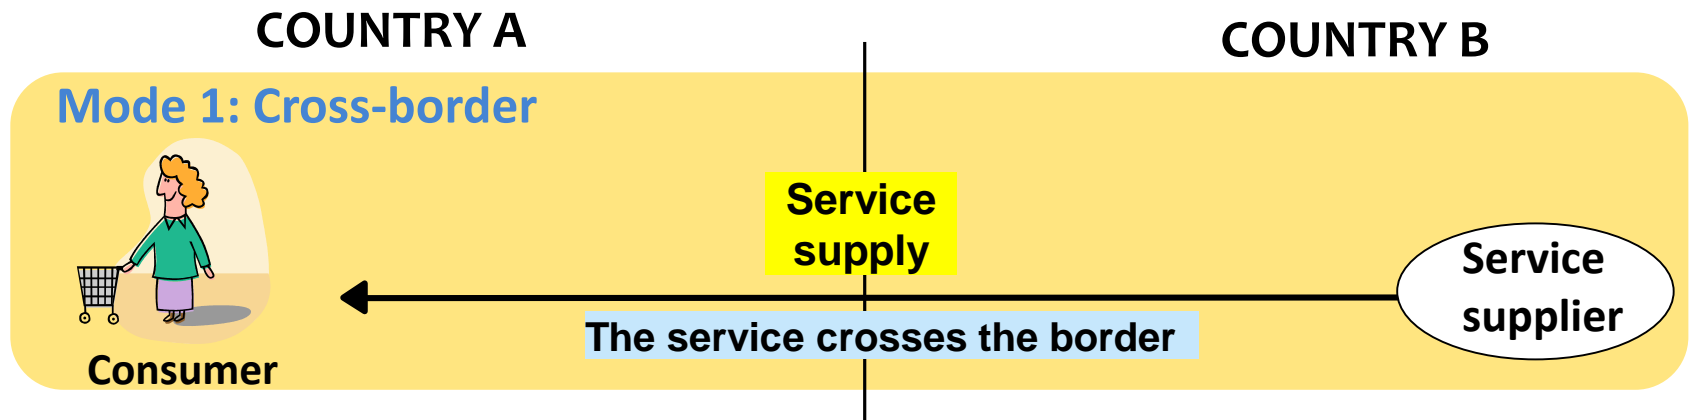 COUNTRY A
COUNTRY B
Mode 1: Cross-border
Service
supply
Service
supplier
The service crosses the border
Consumer